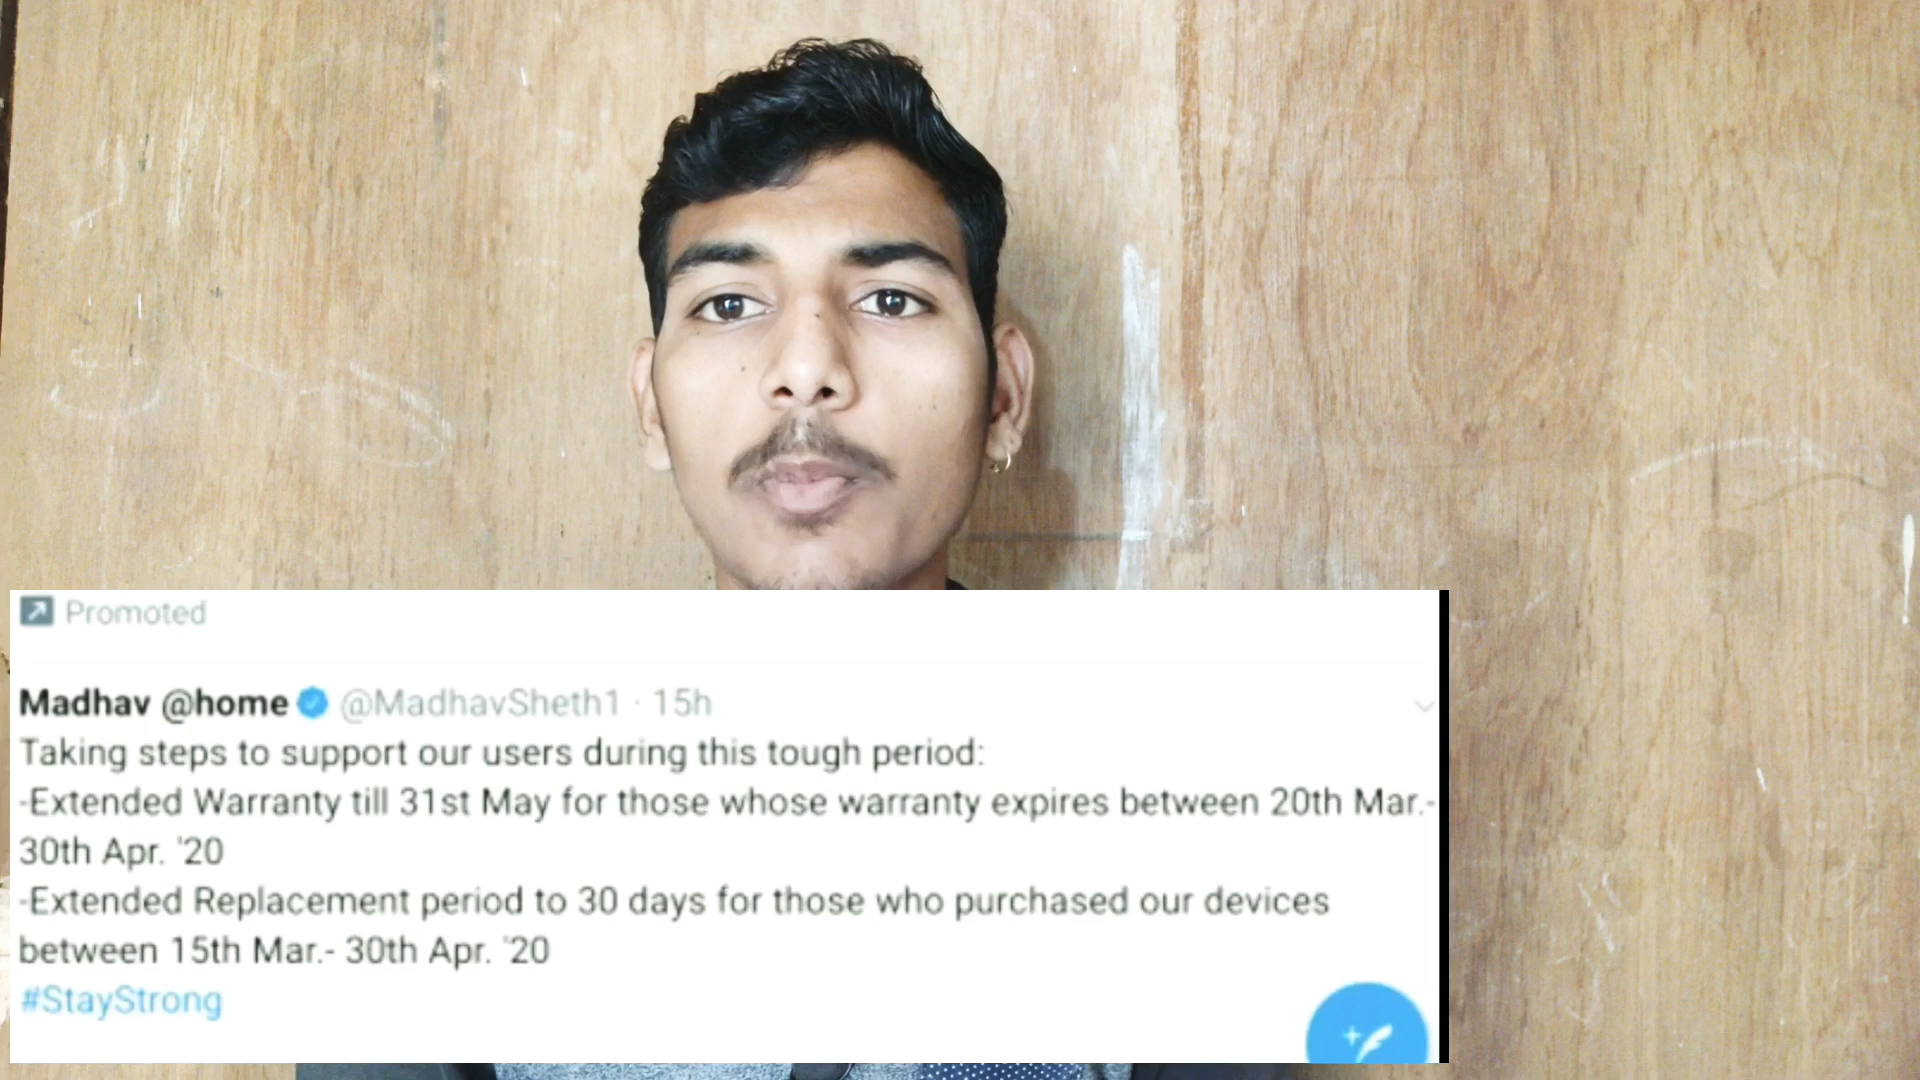 Promoted
Madhav @home @MadhavSheth1 · 15h
Taking steps to support our users during this tough period:
-Extended Warranty till 31st May for those whose warranty expires between 20th Mar.-
30th Apr. '20
-Extended Replacement period to 30 days for those who purchased our devices
between 15th Mar.- 30th Apr. '20
#StayStrong